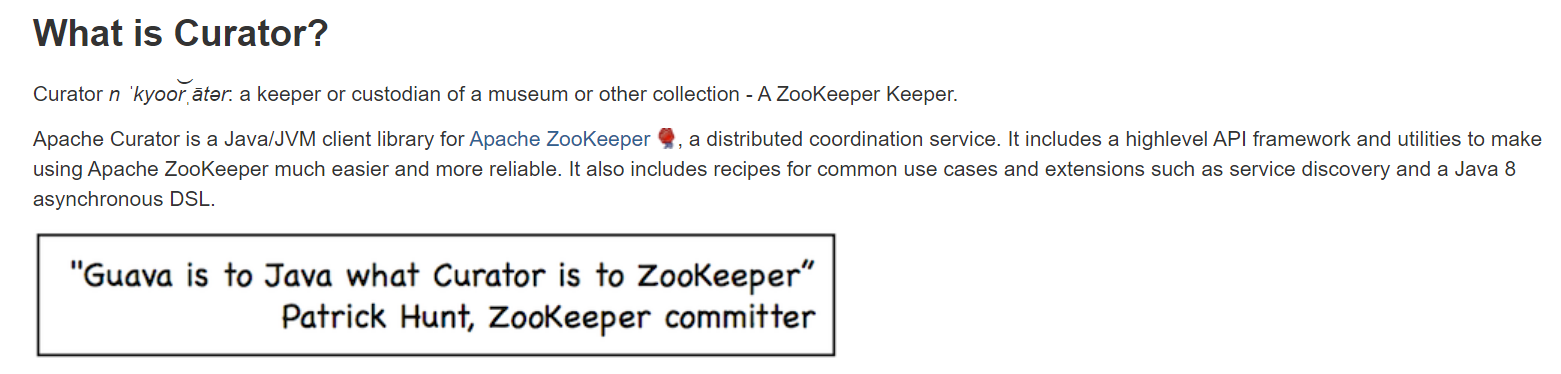 What is Curator?
Curator n ˈkyoor͝ˌātər: a keeper or custodian of a museum or other collection - A ZooKeeper Keeper.
Apache Curator is a Java/JVM client library for Apache ZooKeeper , a distributed coordination service. It includes a highlevel API framework and utilities to make
using Apache ZooKeeper much easier and more reliable. It also includes recipes for common use cases and extensions such as service discovery and a Java 8
asynchronous DSL.
"Guava is to Java what Curator is to ZooKeeper”
Patrick Hunt, ZooKeeper committer